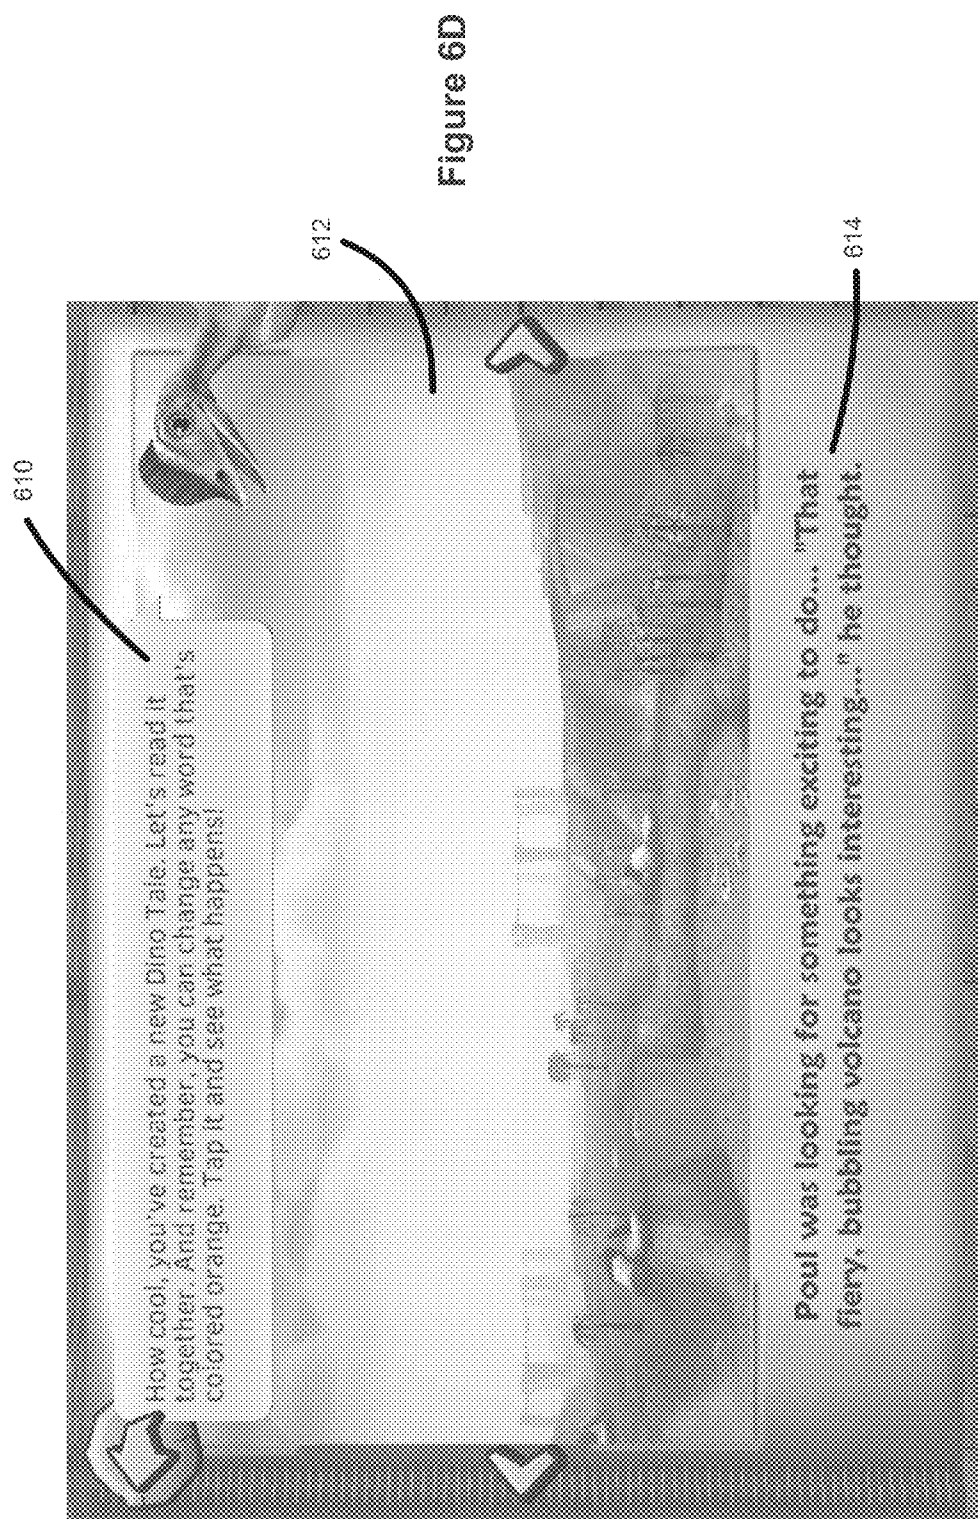 610
How cool, you've created a new Dino Tale. Let's read it
together. And remember, you can change any word that's
colored orange. Tap it and see what happens!
612
Poul was looking for something exciting to do... "That
fiery, bubbling volcano looks interesting..." he thought.
614
Figure 6D